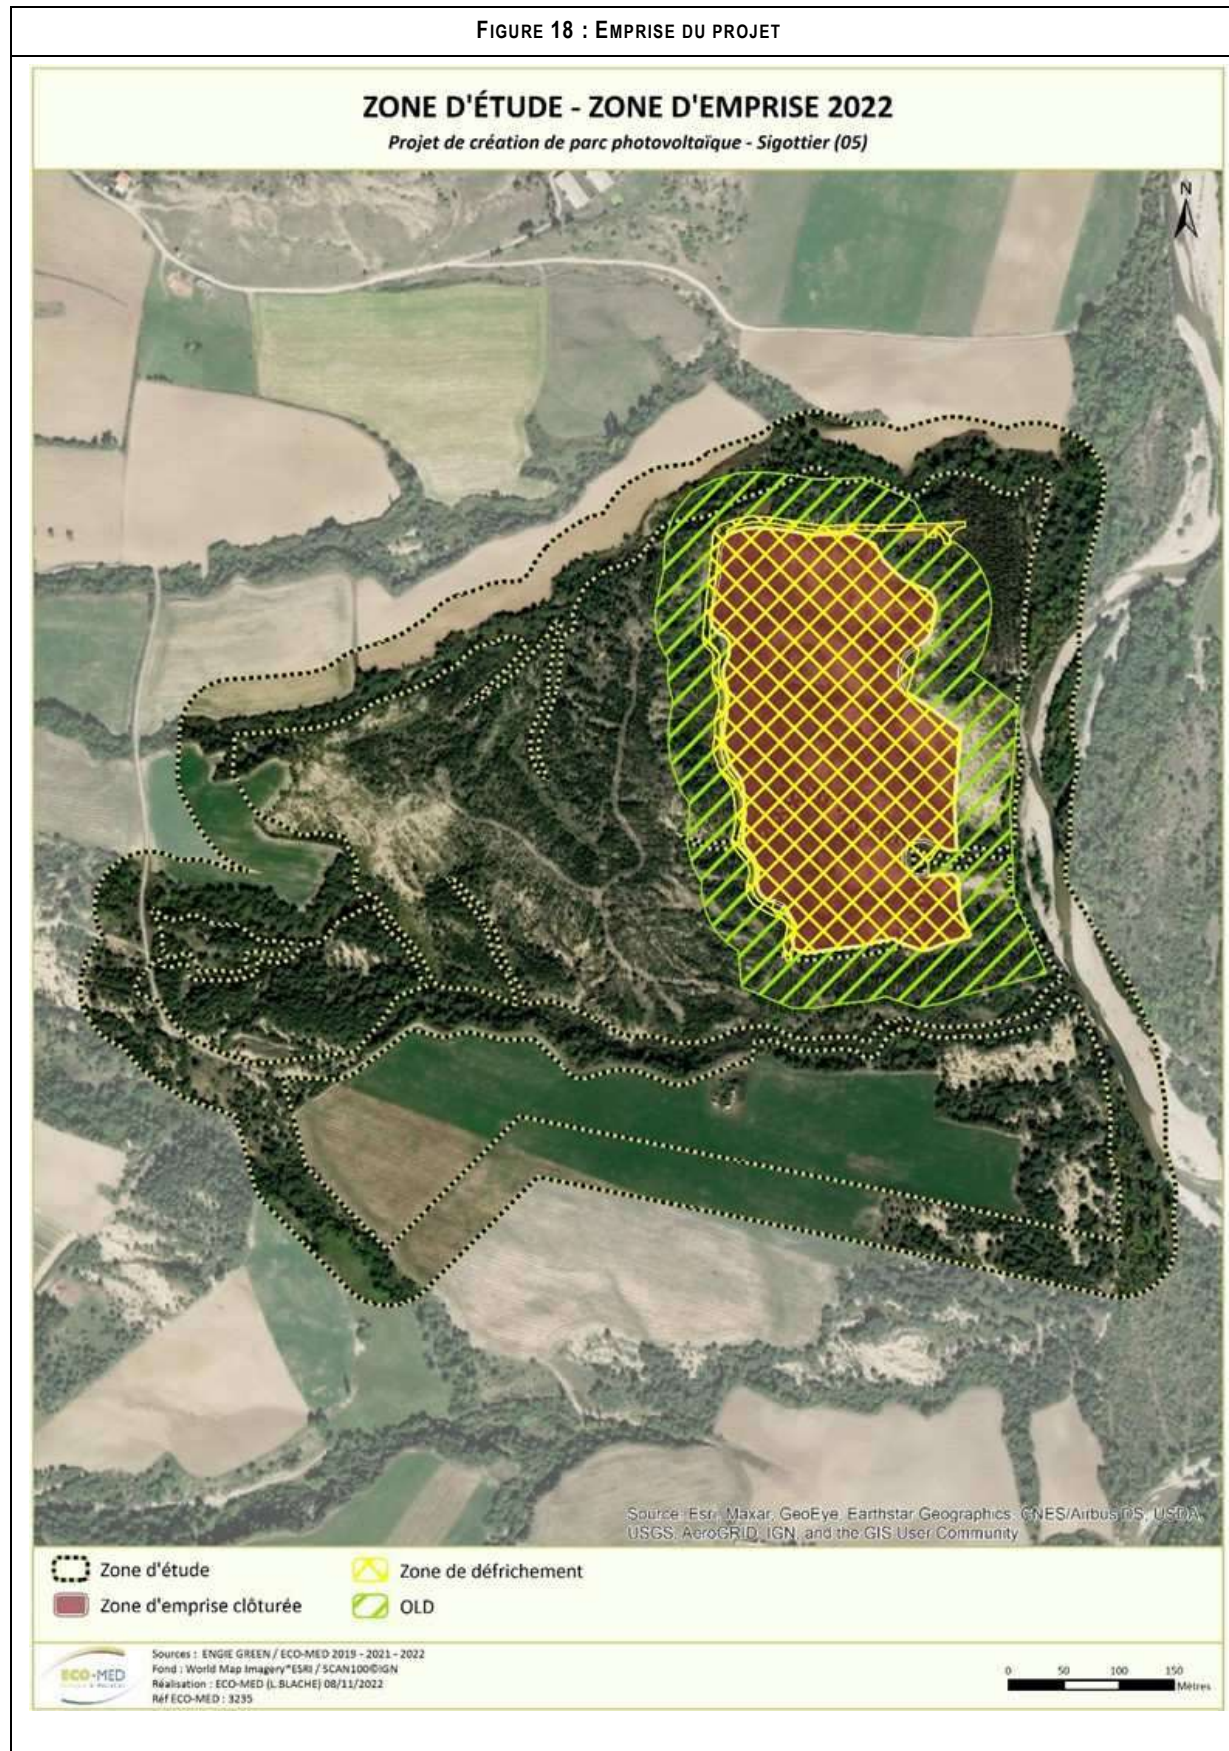 FIGURE 18 : EMPRISE DU PROJET
ZONE D'ÉTUDE - ZONE D'EMPRISE 2022
Projet de création de parc photovoltaïque - Sigottier (05)
N
Source: Esri, Maxar, GeoEye, Earthstar Geographics, CNES/Airbus DS, USDA,
USGS, AeroGRID, IGN, and the GIS User Community
Zone d'étude
Zone de défrichement
Zone d'emprise clôturée
OLD
ECO-MED
Sources : ENGIE GREEN / ECO-MED 2019 - 2021 - 2022
Fond : World Map Imagery*ESRI / SCAN100©IGN
Réalisation : ECO-MED (L.BLACHE) 08/11/2022
Réf ECO-MED : 3235
0 50 100 150
Mètres